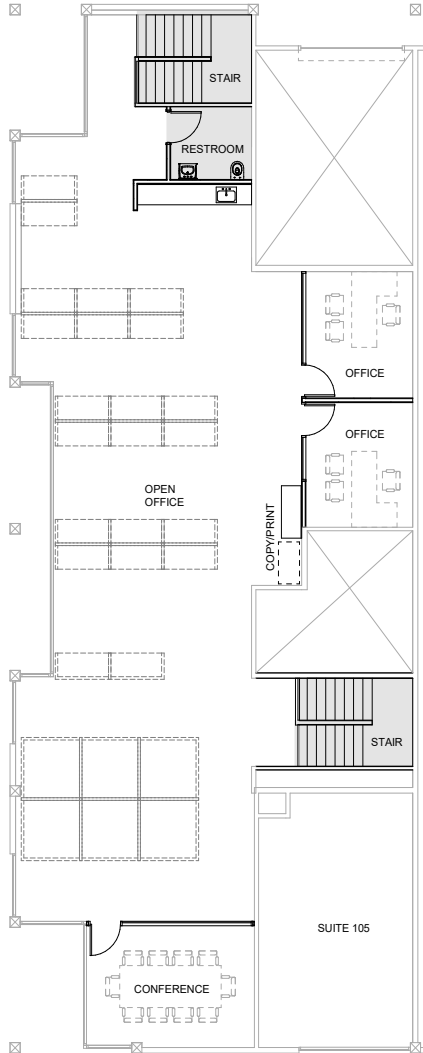 STAIR
RESTROOM
OFFICE
OFFICE
OPEN
OFFICE
COPY/PRINT
STAIR
SUITE 105
CONFERENCE